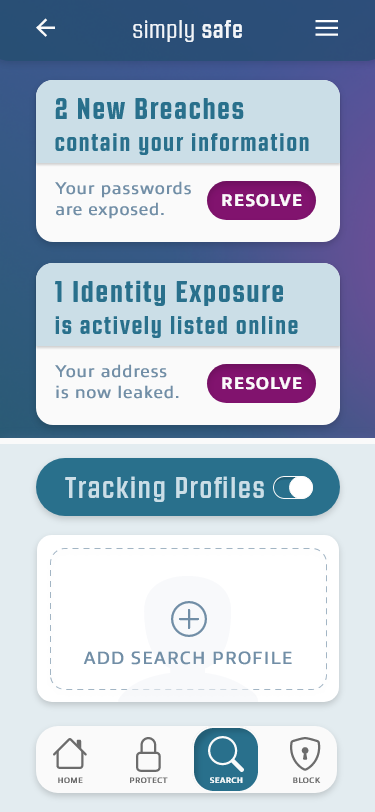 simply safe
2 New Breaches
contain your information
Your passwords
are exposed.
RESOLVE
1 Identity Exposure
is actively listed online
Your address
is now leaked.
RESOLVE
Tracking Profiles
ADD SEARCH PROFILE
HOME
PROTECT
SEARCH
BLOCK